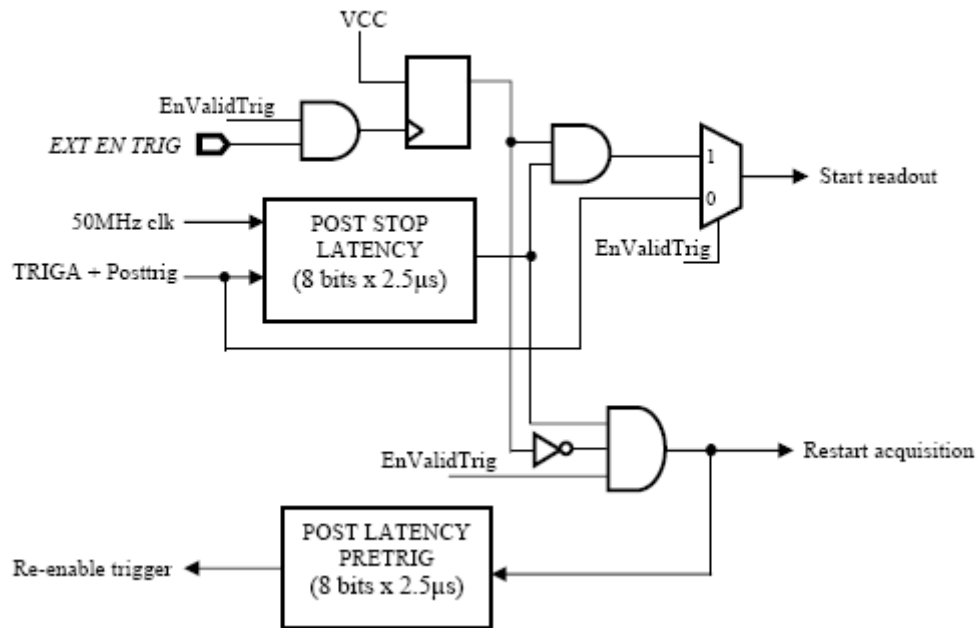 VCC
EnValidTrig
EXT EN TRIG
1
Start readout
0
50MHz clk
POST STOP
LATENCY
(8 bits x 2.5µs)
EnValidTrig
TRIGA + Posttrig
EnValidTrig
Restart acquisition
POST LATENCY
PRETRIG
(8 bits x 2.5µs)
Re-enable trigger